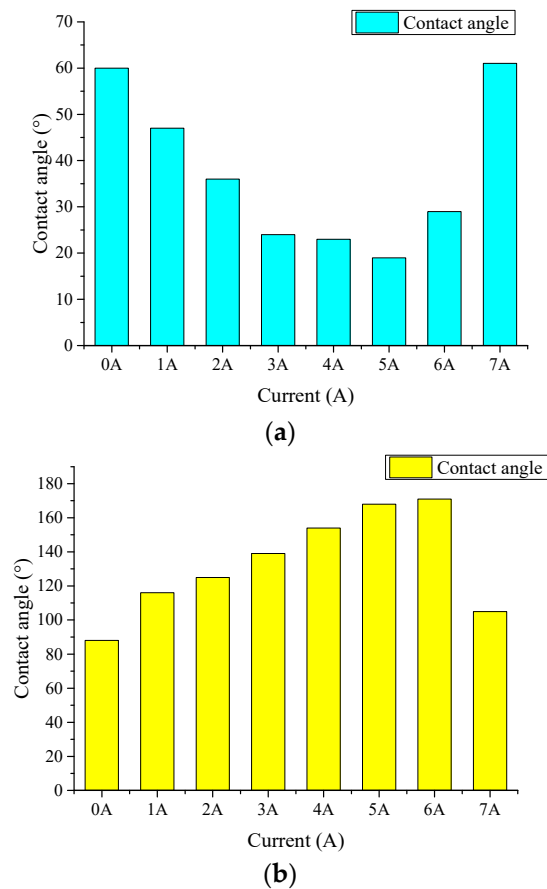 Contact angle
70
60
50
40
30
20
10
0
Contact angle (°)
0A 1A 2A 3A 4A 5A 6A 7A
Current (A)
(a)
Contact angle
180
160
140
120
100
80
60
40
20
0
Contact angle (°)
0A 1A 2A 3A 4A 5A 6A 7A
Current (A)
(b)